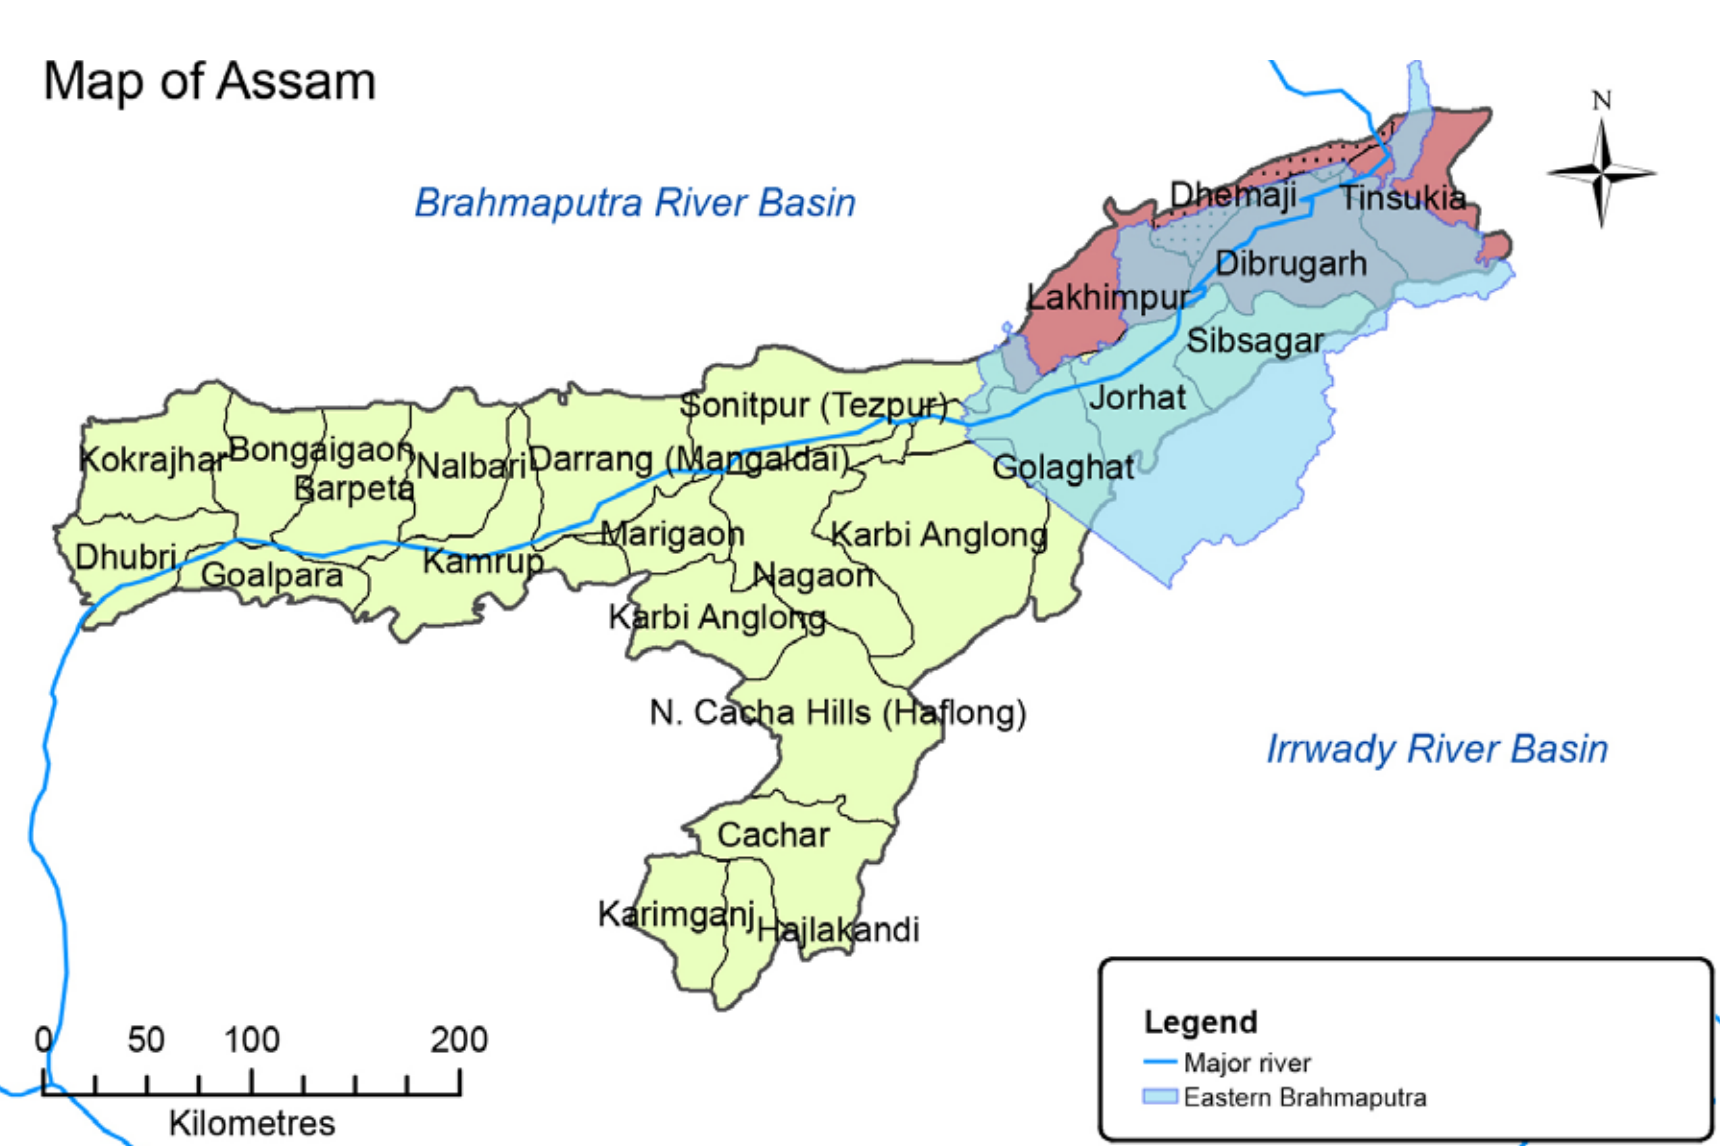 Map of Assam
N
Brahmaputra River Basin
Dhemaji
Tinsukia
Dibrugarh
Lakhimpur
Sibsagar
Jorhat
Sonitpur (Tezpur)
Kokrajhar
Bongaigaon
Barpeta
Nalbari
Darrang (Mangaldai)
Golaghat
Marigaon
Karbi Anglong
Dhubri
Goalpara
Kamrup
Nagaon
Karbi Anglong
N. Cacha Hills (Haflong)
Irrwady River Basin
Cachar
Karimganj
Hajlakandi
0 50 100 200
Kilometres
Legend
Major river
Eastern Brahmaputra